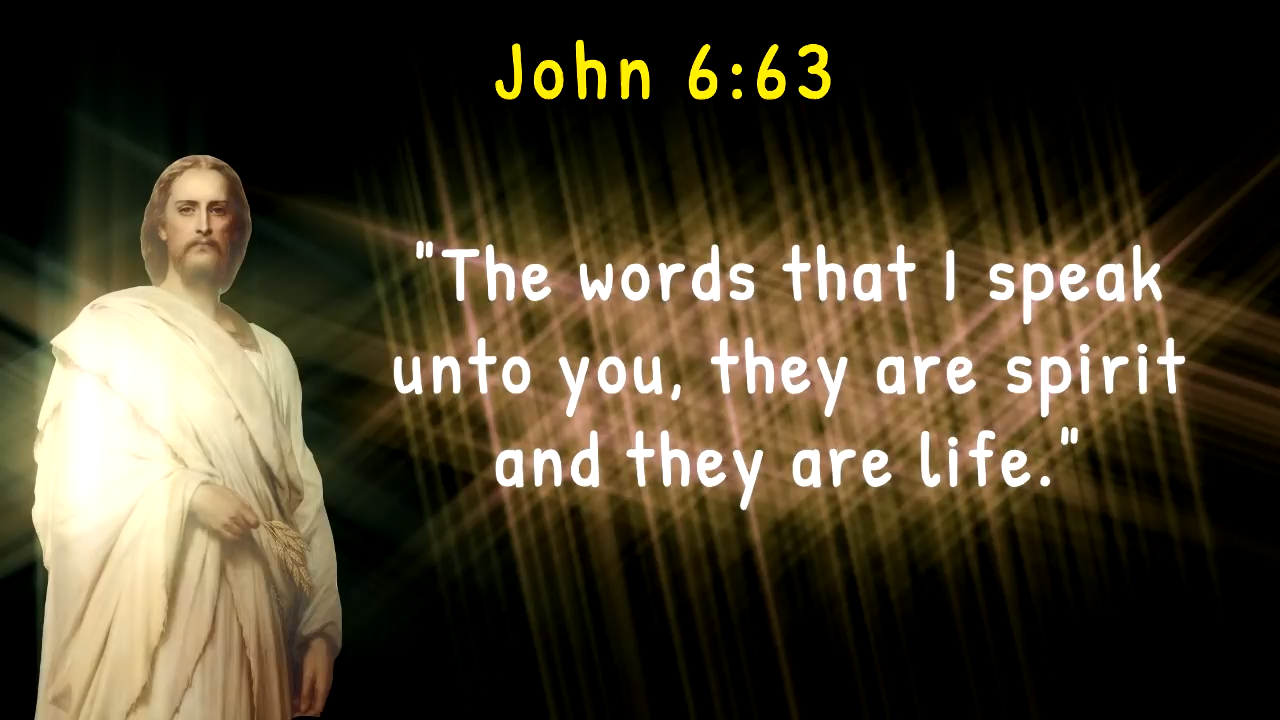 John 6:63
"The words that I speak
unto you, they are spirit
and they are life."